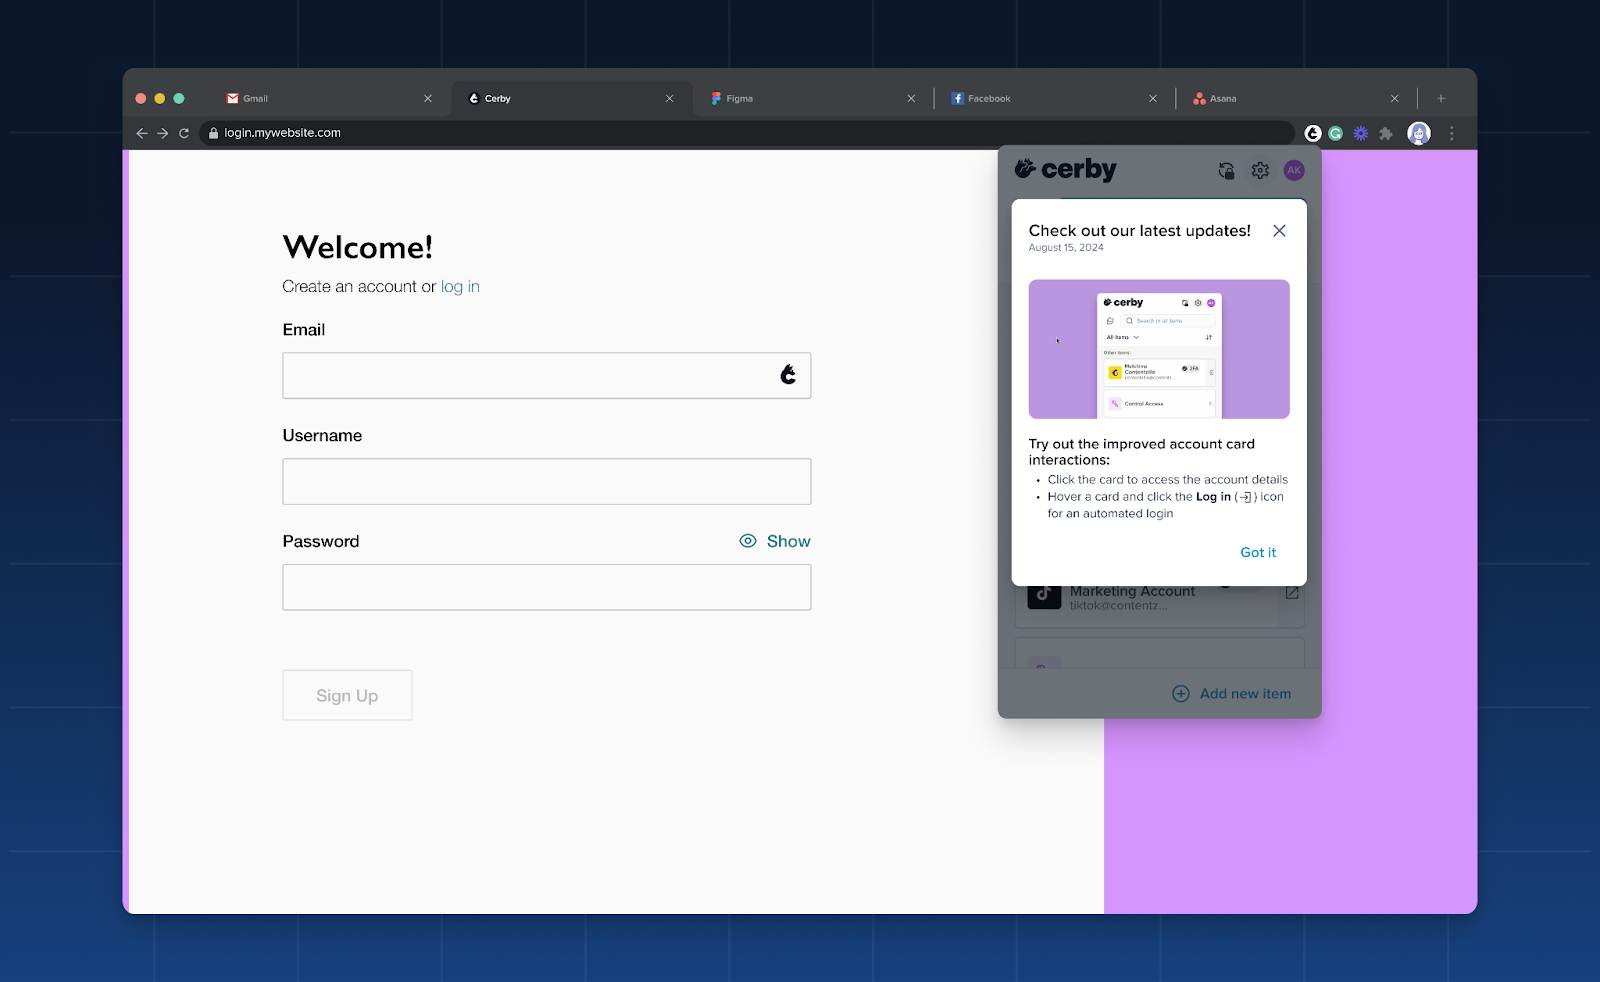 Gmail
Cerby
Figma
Facebook
Asana
login.mywebsite.com
Welcome!
Create an account or log in
Email
Username
Password
Show
Sign Up
cerby
AK
Check out our latest updates!
August 15, 2024
cerby
Search in all items
All items
Other items:
Mailchimp
Contentzilla
2FA
contentzilla@contentz...
Control Access
Try out the improved account card
interactions:
• Click the card to access the account details
• Hover a card and click the Log in ( ) icon
for an automated login
Got it
Marketing Account
tiktok@contentz...
Add new item